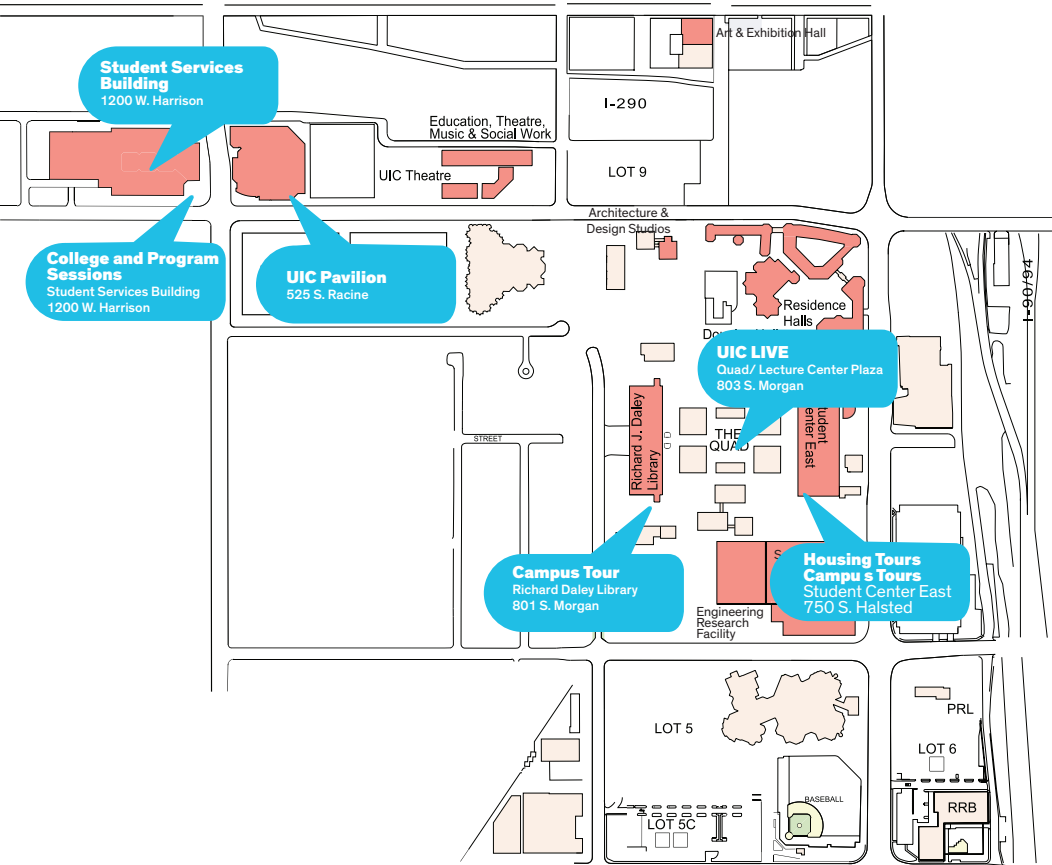 Art & Exhibition Hall
Student Services
Building
1200 W. Harrison
I-290
Education, Theatre,
Music & Social Work
UIC Theatre
LOT 9
Architecture &
Design Studios
College and Program
Sessions
Student Services Building
1200 W. Harrison
UIC Pavilion
525 S. Racine
I-90/94
Residence
Halls
UIC LIVE
Quad/ Lecture Center Plaza
803 S. Morgan
Richard J. Daley
Library
STREET
THE
QUAD
Center East
Campus Tour
Richard Daley Library
801 S. Morgan
Housing Tours
Campu s Tours
Student Center East
750 S. Halsted
Engineering
Research
Facility
LOT 5
PRL
LOT 6
BASEBALL
RRB
LOT 5C